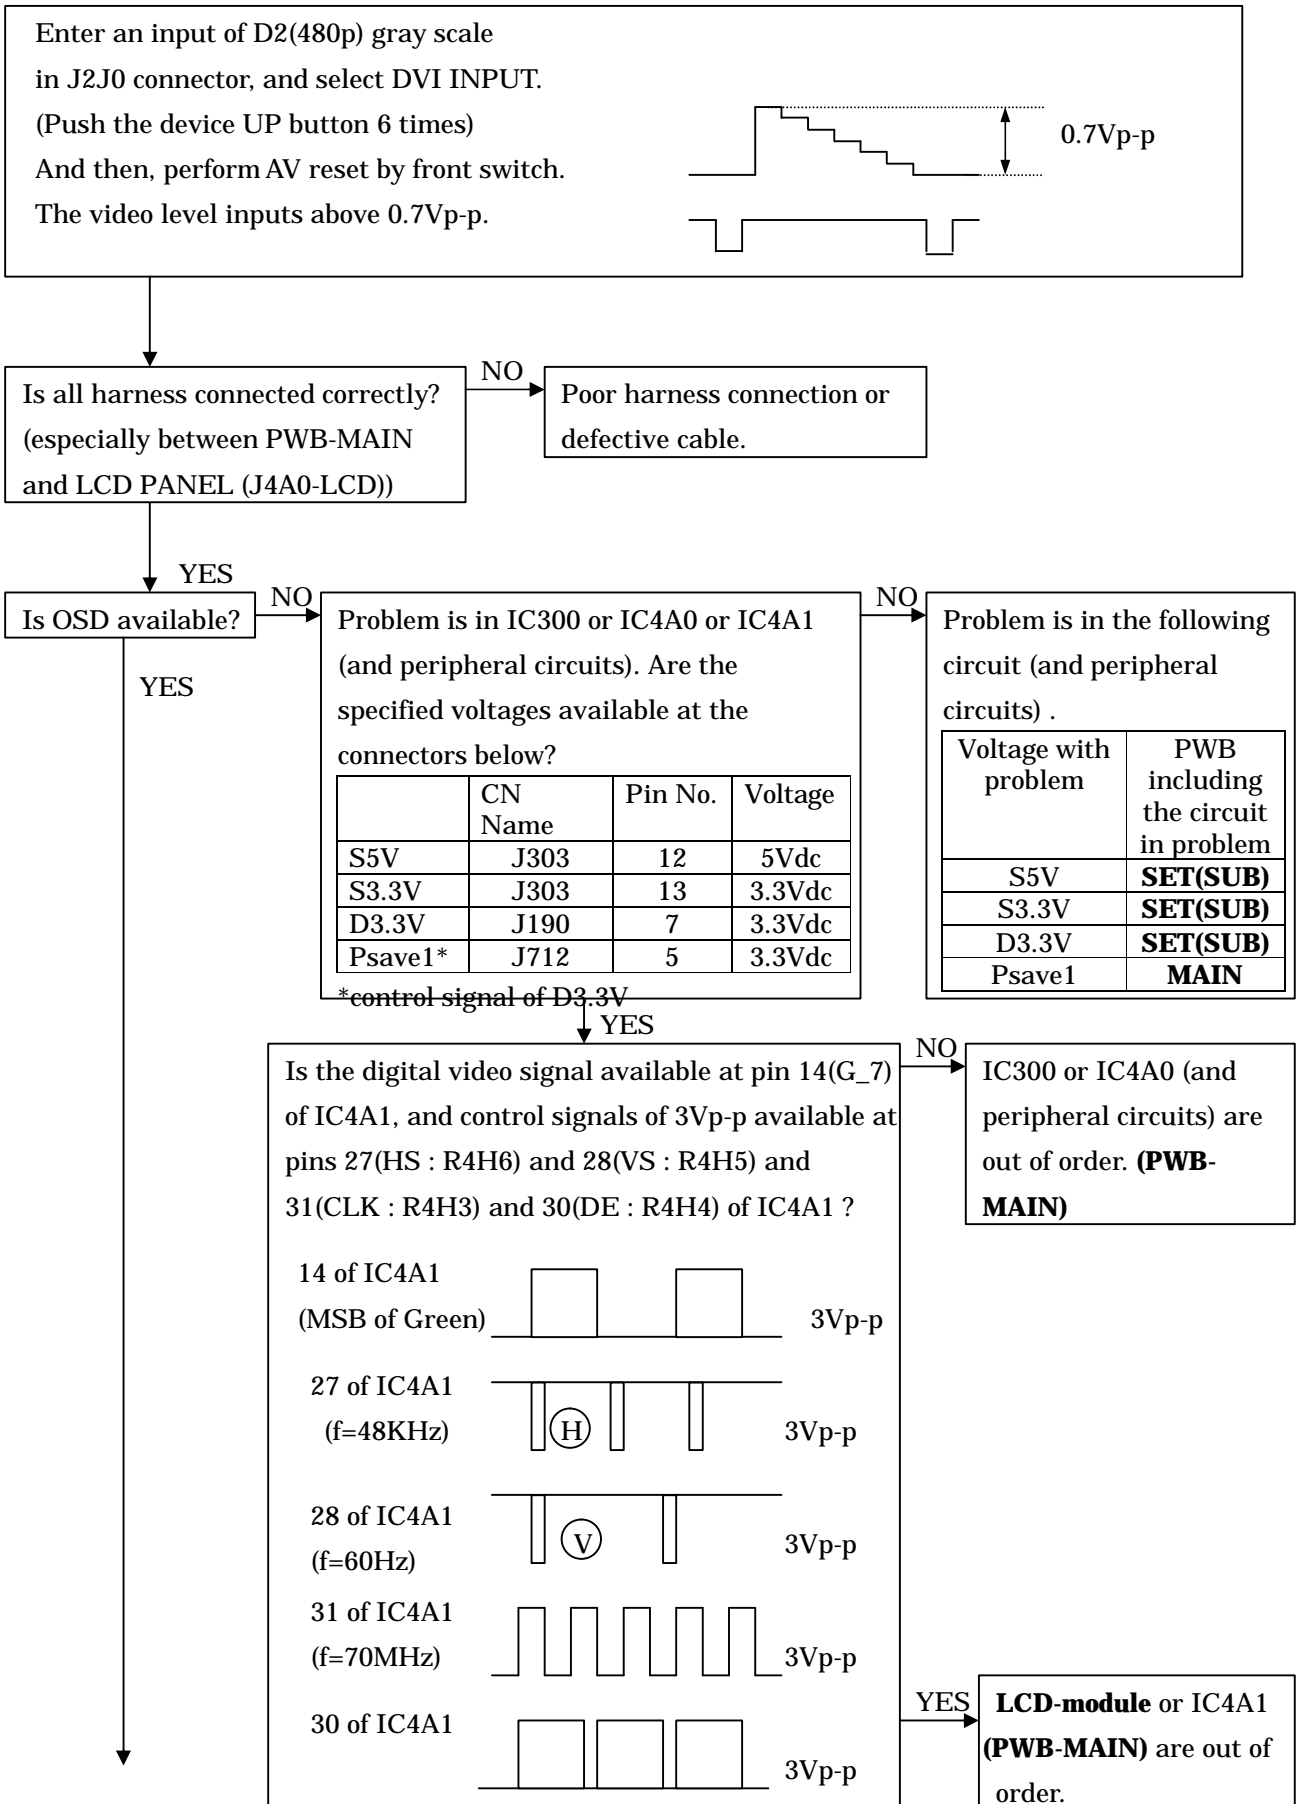 Enter an input of D2(480p) gray scale
in J2J0 connector, and select DVI INPUT.
(Push the device UP button 6 times)
And then, perform AV reset by front switch.
The video level inputs above 0.7Vp-p.
0.7Vp-p
Is all harness connected correctly?
(especially between PWB-MAIN
and LCD PANEL (J4A0-LCD))
NO
Poor harness connection or
defective cable.
YES
Is OSD available?
NO
YES
Problem is in IC300 or IC4A0 or IC4A1
(and peripheral circuits). Are the
specified voltages available at the
connectors below?
CN Pin No. Voltage
Name
S5V J303 12 5Vdc
S3.3V J303 13 3.3Vdc
D3.3V J190 7 3.3Vdc
Psave1* J712 5 3.3Vdc
*control signal of D3.3V
NO
Problem is in the following
circuit (and peripheral
circuits) .
Voltage with PWB
problem including
the circuit
in problem
S5V SET(SUB)
S3.3V SET(SUB)
D3.3V SET(SUB)
Psave1 MAIN
YES
Is the digital video signal available at pin 14(G_7)
of IC4A1, and control signals of 3Vp-p available at
pins 27(HS : R4H6) and 28(VS : R4H5) and
31(CLK : R4H3) and 30(DE : R4H4) of IC4A1 ?
NO
IC300 or IC4A0 (and
peripheral circuits) are
out of order. (PWB-
MAIN)
14 of IC4A1
(MSB of Green)
3Vp-p
27 of IC4A1
(f=48KHz)
H
3Vp-p
28 of IC4A1
(f=60Hz)
V
3Vp-p
31 of IC4A1
(f=70MHz)
3Vp-p
30 of IC4A1
3Vp-p
YES
LCD-module or IC4A1
(PWB-MAIN) are out of
order.